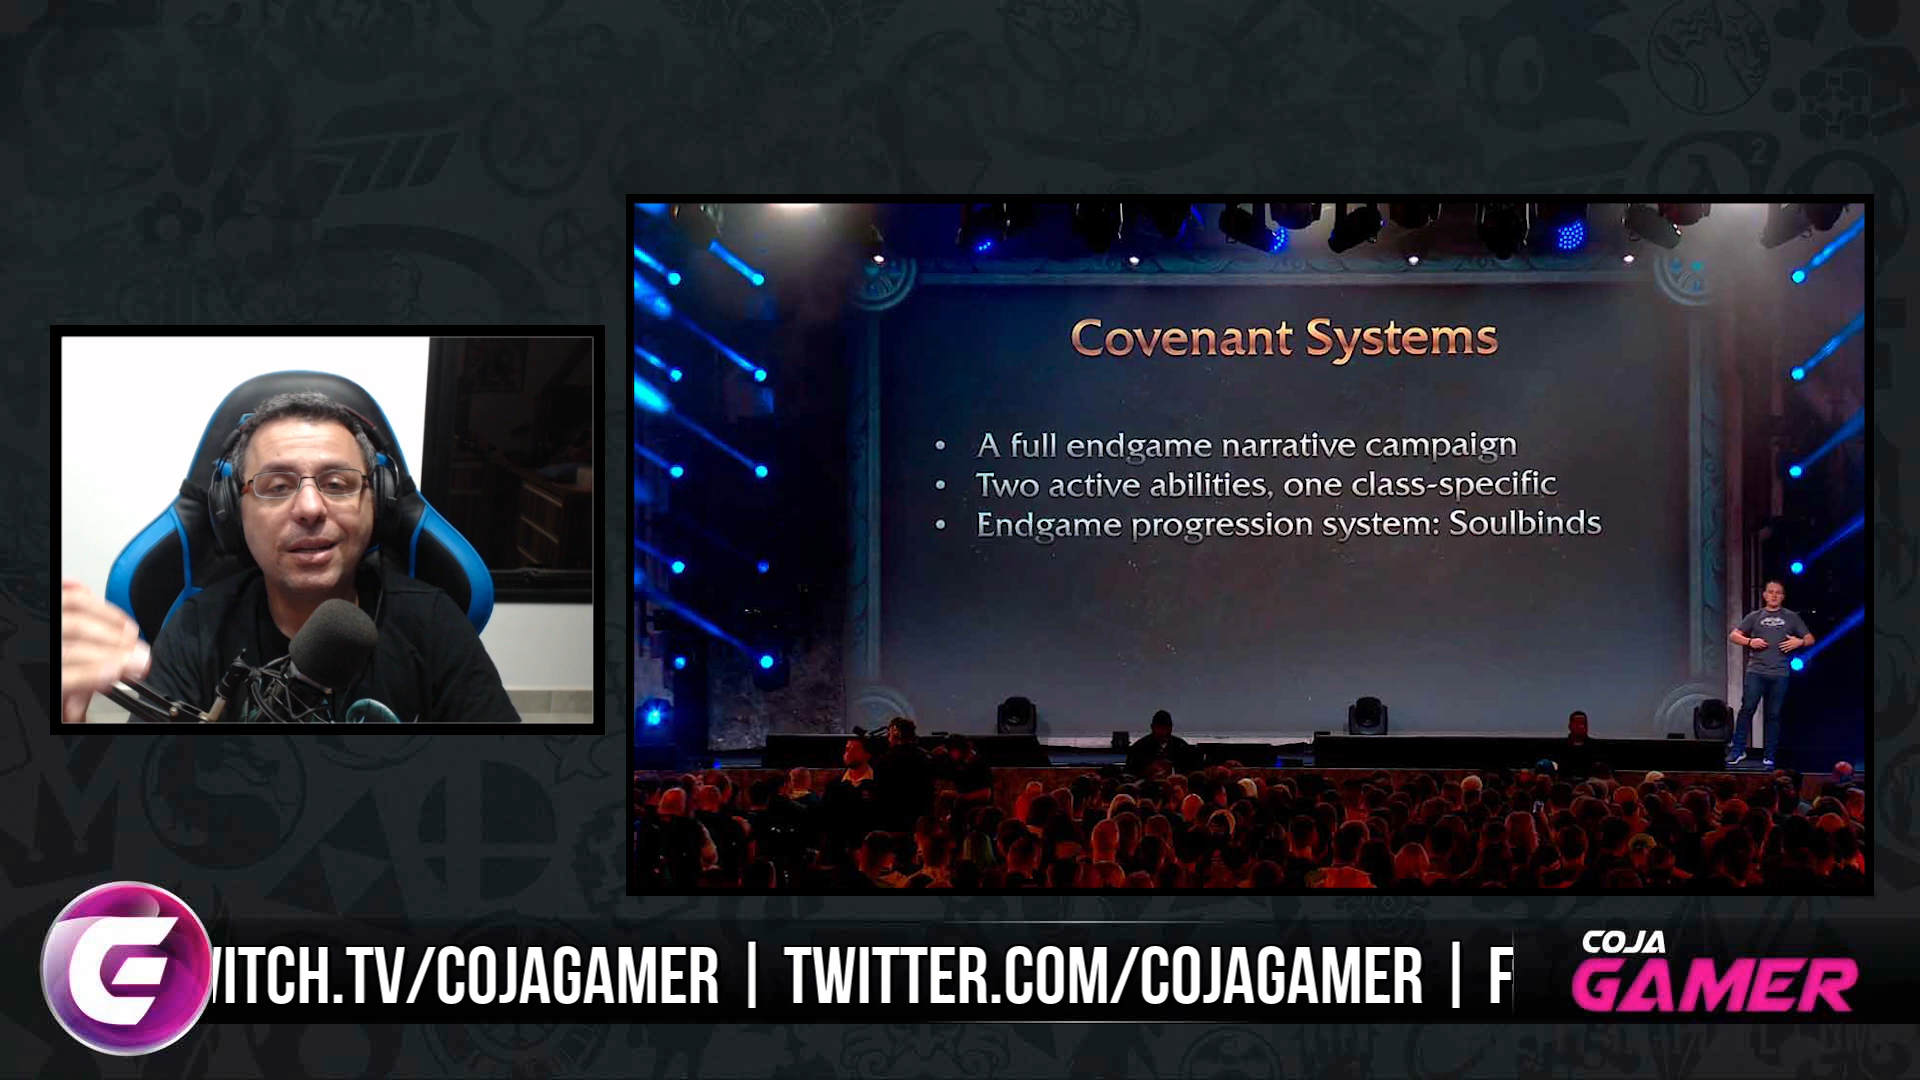 Covenant Systems
• A full endgame narrative campaign
• Two active abilities, one class-specific
• Endgame progression system: Soulbinds
WITCH.TV/COJAGAMER | TWITTER.COM/COJAGAMER | F
COJA
GAMER